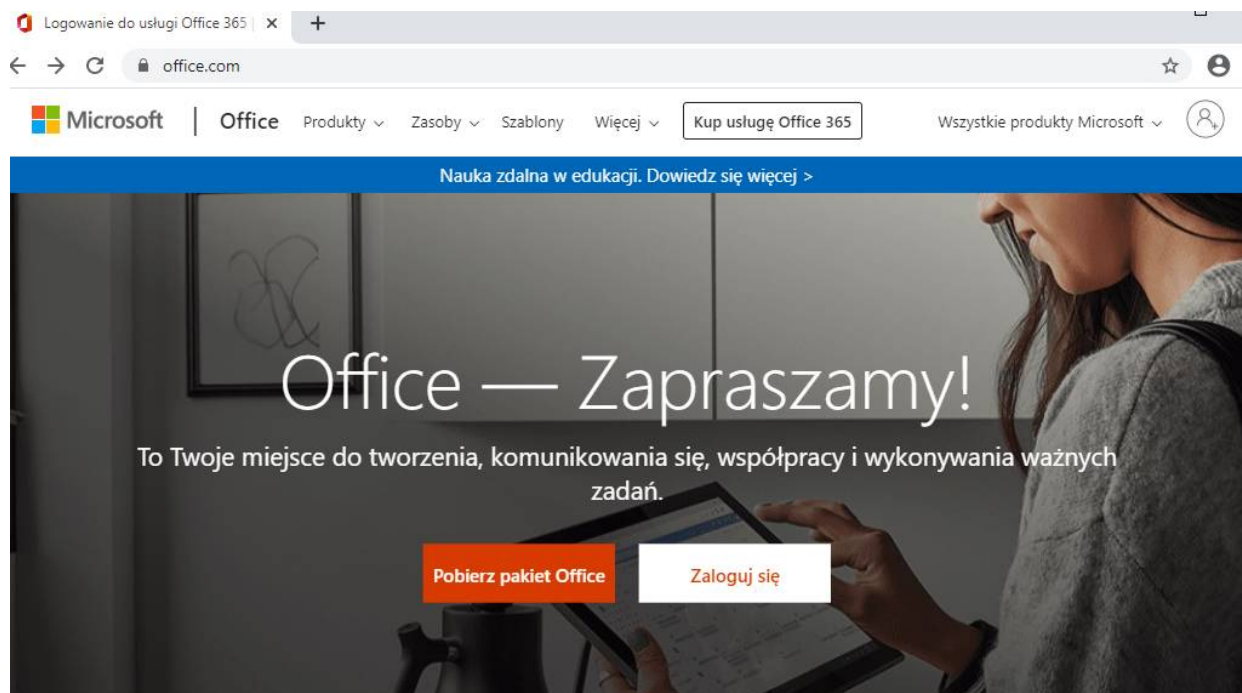 Logowanie do usługi Office 365 |
office.com
Microsoft | Office Produkty Zasoby Szablony Więcej Kup usługę Office 365 Wszystkie produkty Microsoft
Nauka zdalna w edukacji. Dowiedz się więcej >
Office — Zapraszamy!
To Twoje miejsce do tworzenia, komunikowania się, współpracy i wykonywania ważnych
zadań.
Pobierz pakiet Office Zaloguj się